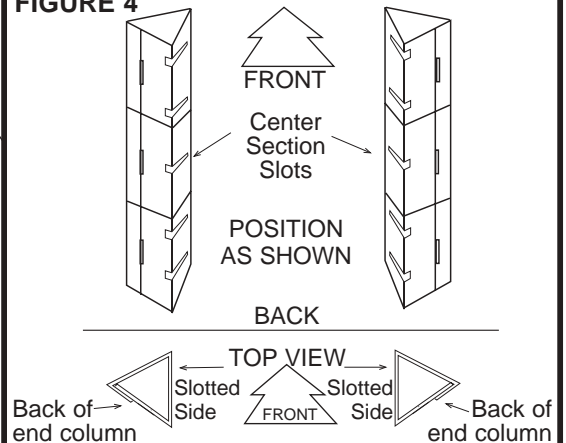 FIGURE 4
FRONT
Center
Section
Slots
POSITION
AS SHOWN
BACK
TOP VIEW
Slotted
Side
FRONT
Slotted
Side
Back of
end column
Back of
end column